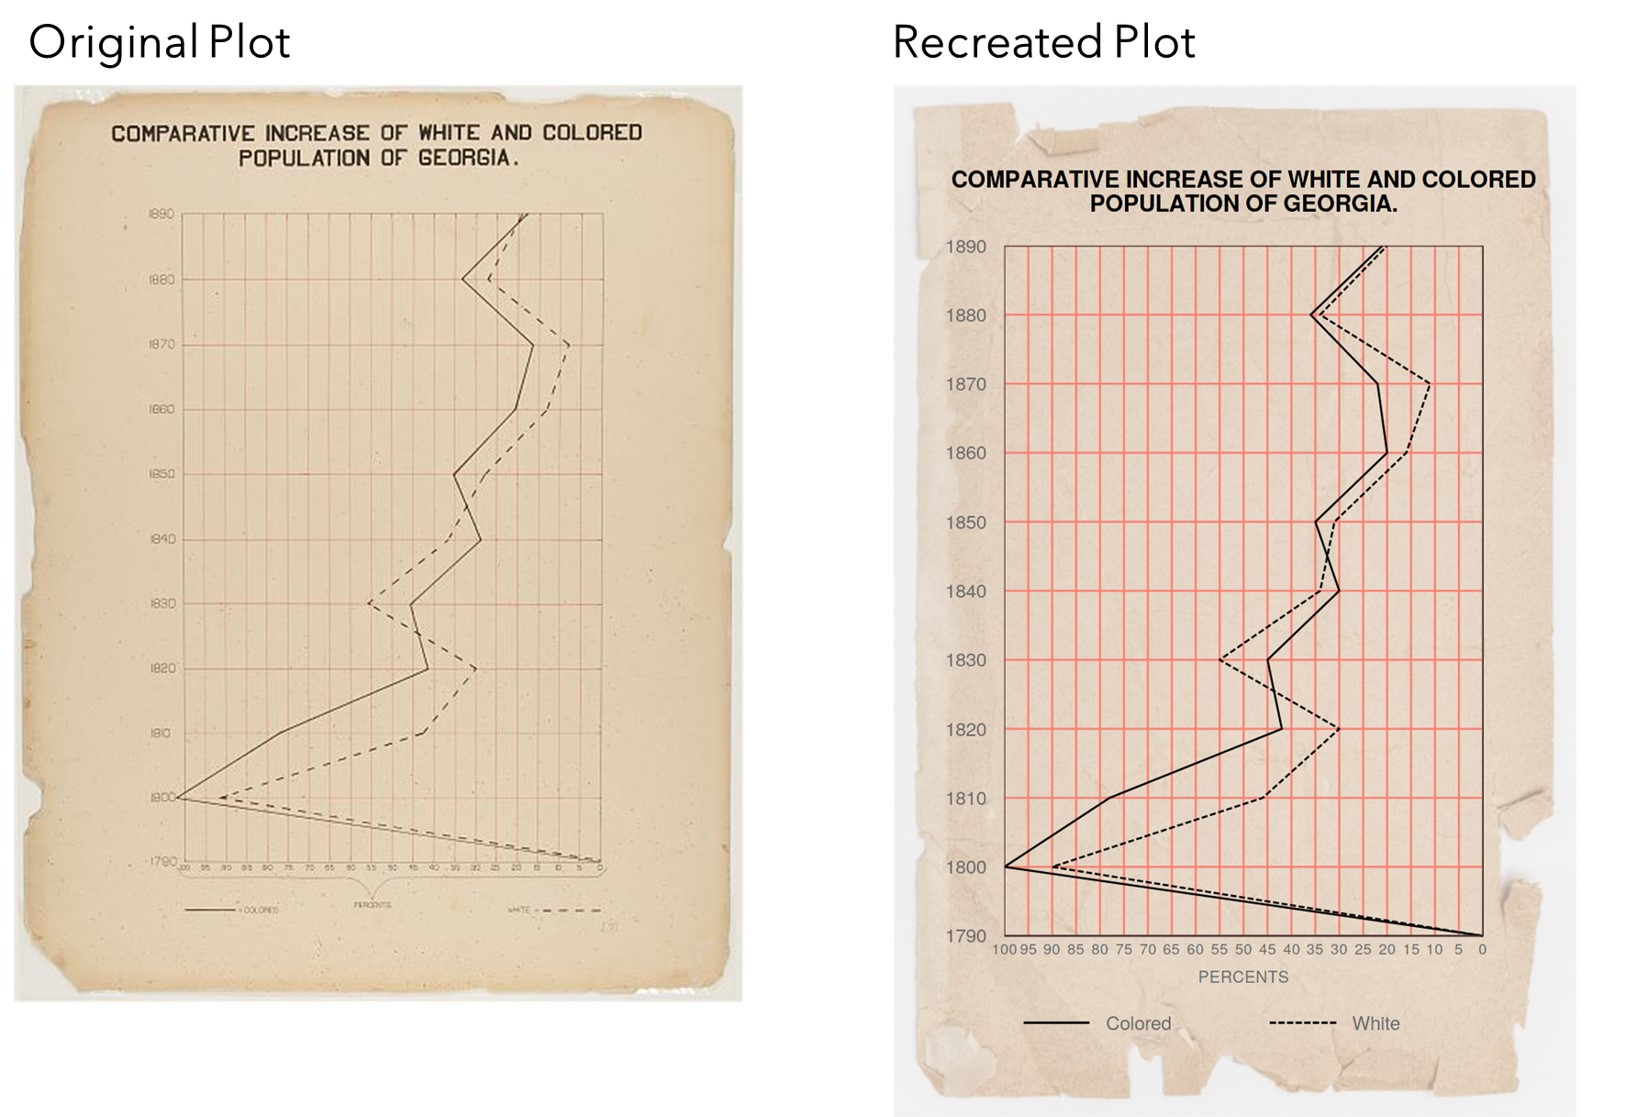 Original Plot
COMPARATIVE INCREASE OF WHITE AND COLORED
POPULATION OF GEORGIA.
1890
1880
1870
1860
1850
1840
1830
1820
1810
1800
1790
100 95 90 85 80 75 70 65 60 55 50 45 40 35 30 25 20 15 10 5 0
PERCENTS
= COLORED
WHITE =
Recreated Plot
COMPARATIVE INCREASE OF WHITE AND COLORED
POPULATION OF GEORGIA.
1890
1880
1870
1860
1850
1840
1830
1820
1810
1800
1790
100 95 90 85 80 75 70 65 60 55 50 45 40 35 30 25 20 15 10 5 0
PERCENTS
Colored
White